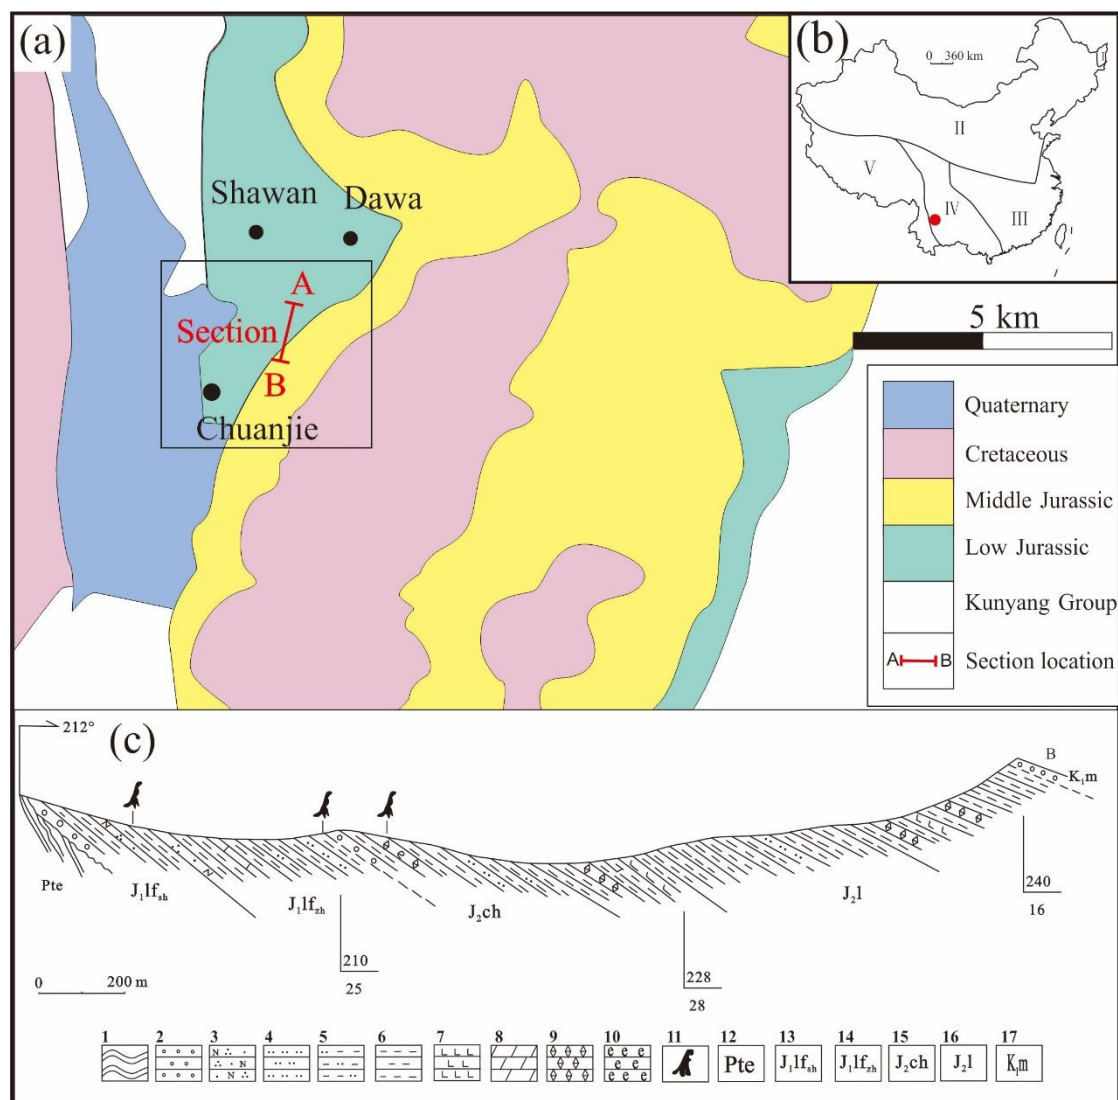 (a)
(b)
0 360 km
I
II
V
IV
III
Shawan
Dawa
A
Section
B
Chuanjie
5 km
Quaternary
Cretaceous
Middle Jurassic
Low Jurassic
Kunyang Group
A B Section location
212°
(c)
B
K₁m
Pte
J₁lfsh
J₁lfzh
J₂ch
J₂l
240
16
210
25
228
28
0 200 m
1 2 3 4 5 6 7 8 9 10 11 12 13 14 15 16 17
Pte J₁lfsh J₁lfzh J₂ch J₂l K₁m